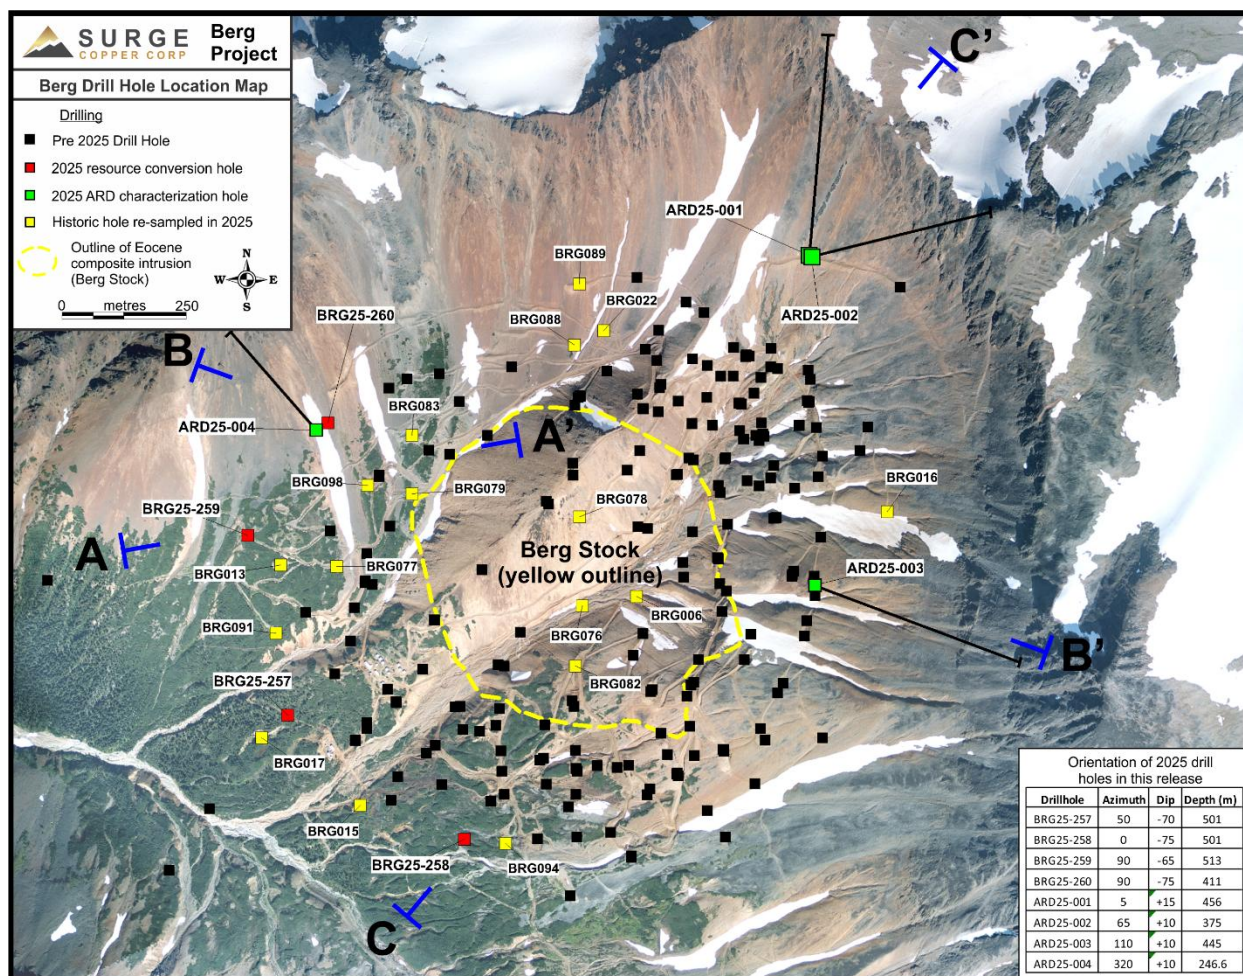 SURGE
COPPER CORP
Berg
Project
Berg Drill Hole Location Map
Drilling
Pre 2025 Drill Hole
2025 resource conversion hole
2025 ARD characterization hole
Historic hole re-sampled in 2025
Outline of Eocene
composite intrusion
(Berg Stock)
N
W
E
S
0 metres 250
C'
ARD25-001
BRG089
BRG022
BRG25-260
BRG088
ARD25-002
B
BRG083
ARD25-004
A'
BRG098
BRG079
BRG016
BRG078
BRG25-259
A
Berg Stock
(yellow outline)
BRG013
BRG077
ARD25-003
BRG006
BRG091
BRG076
B'
BRG082
BRG25-257
BRG017
BRG015
BRG25-258
BRG094
C
Orientation of 2025 drill
holes in this release
Drillhole Azimuth Dip Depth (m)
BRG25-257 50 -70 501
BRG25-258 0 -75 501
BRG25-259 90 -65 513
BRG25-260 90 -75 411
ARD25-001 5 +15 456
ARD25-002 65 +10 375
ARD25-003 110 +10 445
ARD25-004 320 +10 246.6